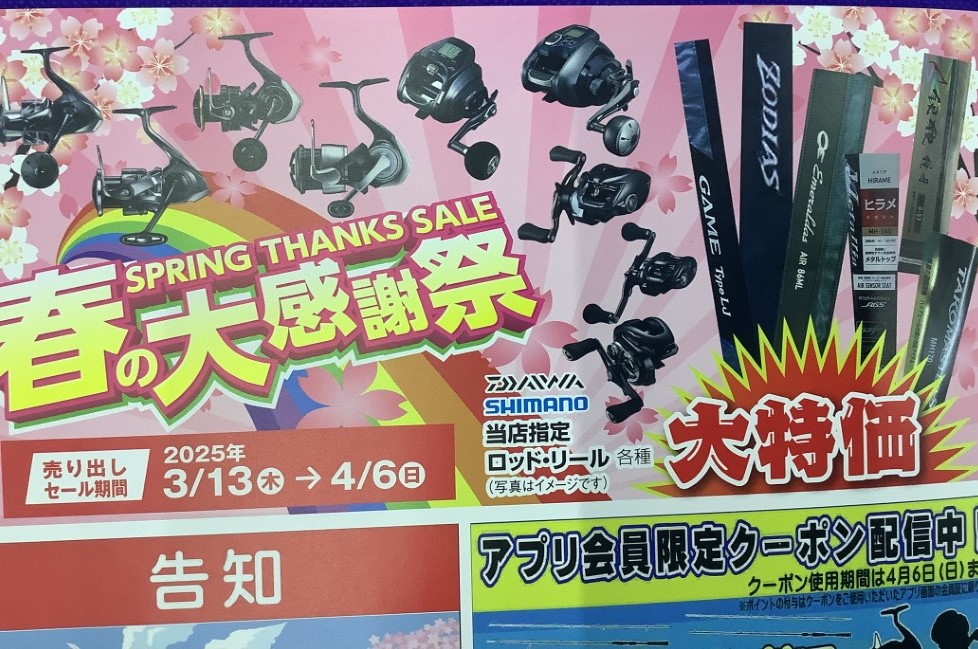 SPRING THANKS SALE
春の大感謝祭
売り出し
セール期間
2025年
3/13木 → 4/6日
DAIWA
SHIMANO
当店指定
ロッド・リール 各種
(写真はイメージです)
大特価
GAME Type LJ
ZODIAS
Emeraldas AIR 86ML
HIRAME
ヒラメ
メタルトップ
AIR SENSOR SEAT
AGS
告知
アプリ会員限定クーポン配信中
クーポン使用期間は4月6日(日)ま